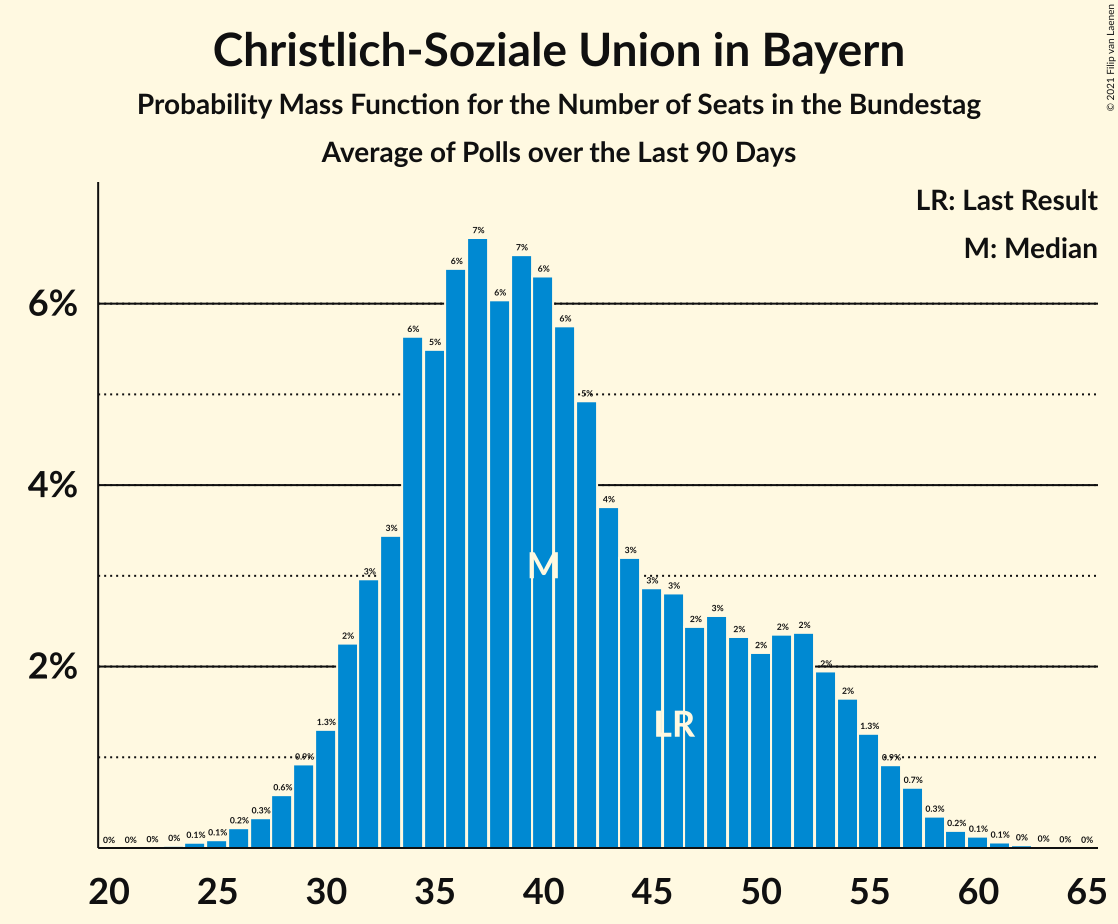 Christlich-Soziale Union in Bayern
Probability Mass Function for the Number of Seats in the Bundestag
Average of Polls over the Last 90 Days
© 2021 Filip van Laenen
LR: Last Result
M: Median
6%
4%
2%
0% 0% 0% 0% 0.1% 0.1% 0.2% 0.3% 0.6% 0.9% 1.3% 2% 3% 3% 6% 5% 6% 7% 6% 7% 6% 6% 5% 4% 3% 3% 3% 2% 3% 2% 2% 2% 2% 2% 2% 1.3% 0.9% 0.7% 0.3% 0.2% 0.1% 0.1% 0% 0% 0% 0%
M
LR
20 25 30 35 40 45 50 55 60 65